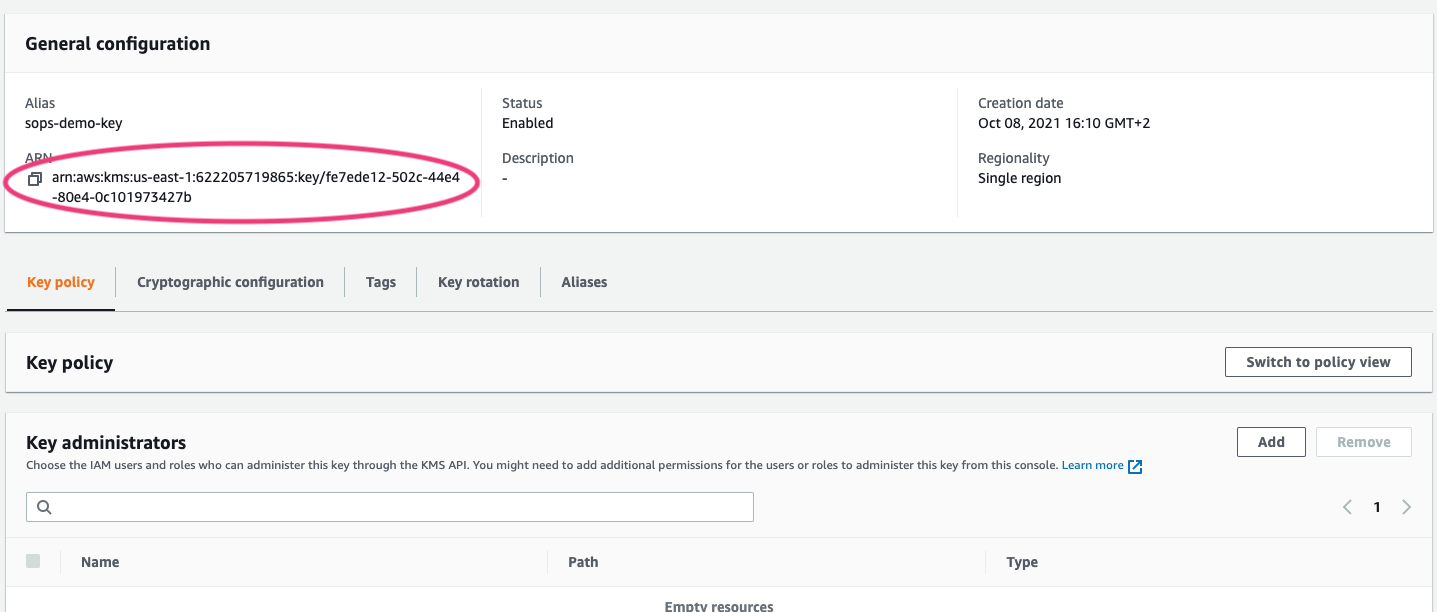 General configuration
Alias
sops-demo-key
ARN
arn:aws:kms:us-east-1:622205719865:key/fe7ede12-502c-44e4
-80e4-0c101973427b
Status
Enabled
Description
-
Creation date
Oct 08, 2021 16:10 GMT+2
Regionality
Single region
Key policy
Cryptographic configuration
Tags
Key rotation
Aliases
Key policy
Switch to policy view
Key administrators
Add
Remove
Choose the IAM users and roles who can administer this key through the KMS API. You might need to add additional permissions for the users or roles to administer this key from this console. Learn more
1
Name
Path
Type
Empty resources